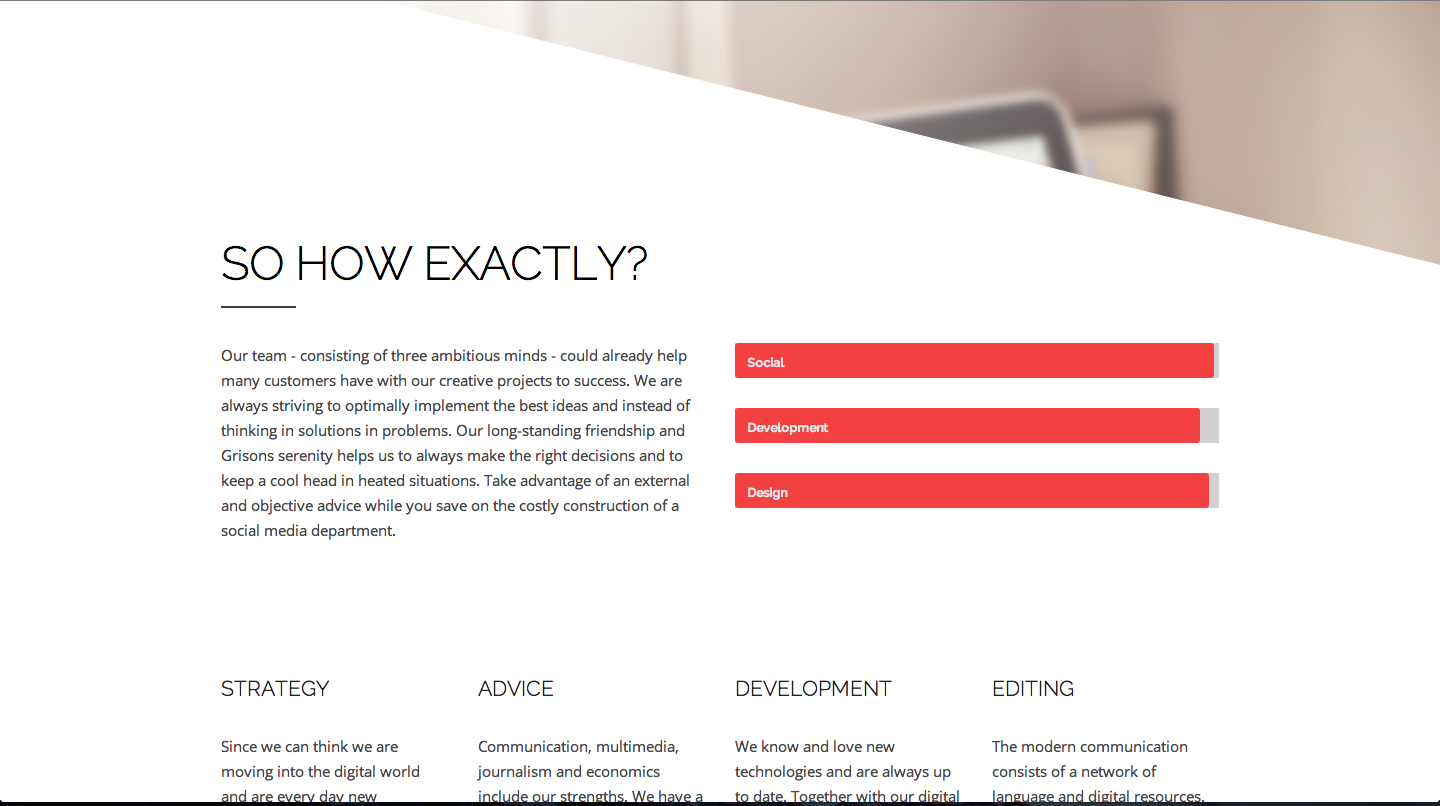 SO HOW EXACTLY?
Our team - consisting of three ambitious minds - could already help
many customers have with our creative projects to success. We are
always striving to optimally implement the best ideas and instead of
thinking in solutions in problems. Our long-standing friendship and
Grisons serenity helps us to always make the right decisions and to
keep a cool head in heated situations. Take advantage of an external
and objective advice while you save on the costly construction of a
social media department.
Social
Development
Design
STRATEGY
Since we can think we are
moving into the digital world
and are every day new
ADVICE
Communication, multimedia,
journalism and economics
include our strengths. We have a
DEVELOPMENT
We know and love new
technologies and are always up
to date. Together with our digital
EDITING
The modern communication
consists of a network of
language and digital resources.